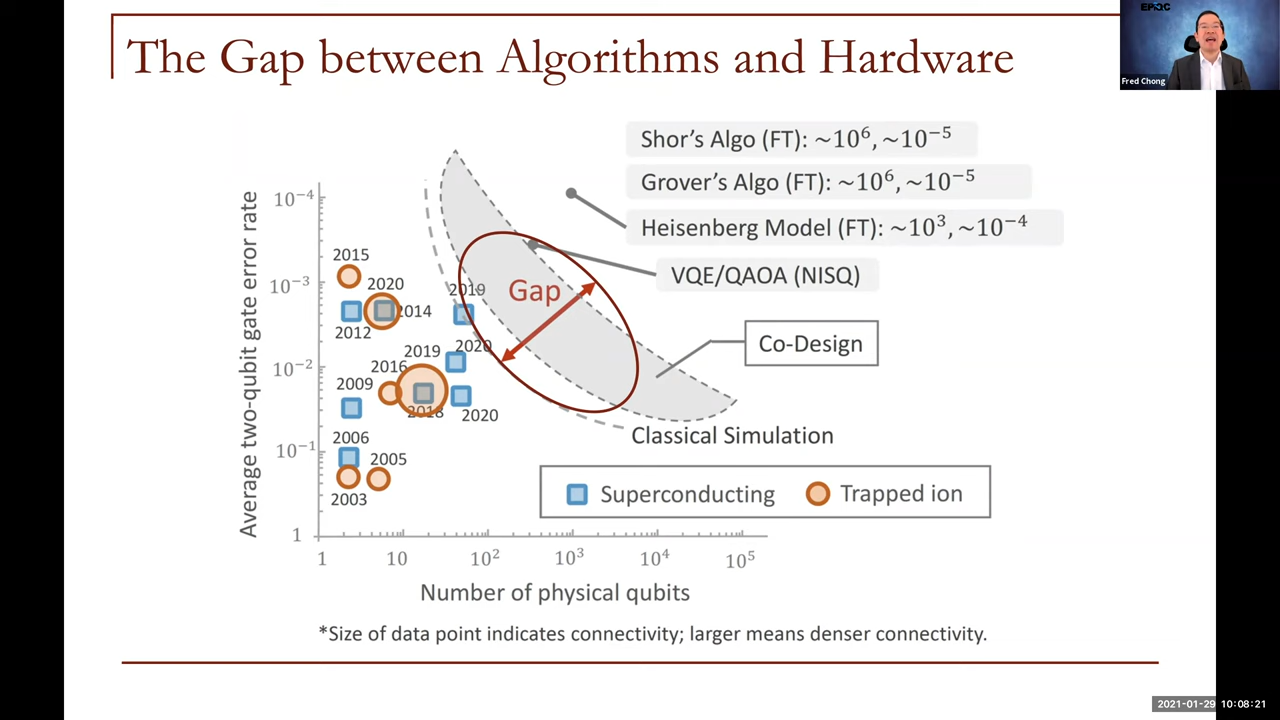 EPiQC
Fred Chong
The Gap between Algorithms and Hardware
Shor's Algo (FT): ~10⁶, ~10⁻⁵
Grover's Algo (FT): ~10⁶, ~10⁻⁵
Heisenberg Model (FT): ~10³, ~10⁻⁴
VQE/QAOA (NISQ)
Co-Design
Gap
Classical Simulation
Average two-qubit gate error rate
10⁻⁴
10⁻³
10⁻²
10⁻¹
1
2015
2020
2014
2012
2019
2020
2019
2016
2009
2018
2020
2006
2005
2003
Superconducting
Trapped ion
1
10
10²
10³
10⁴
10⁵
Number of physical qubits
*Size of data point indicates connectivity; larger means denser connectivity.
2021-01-29 10:08:21